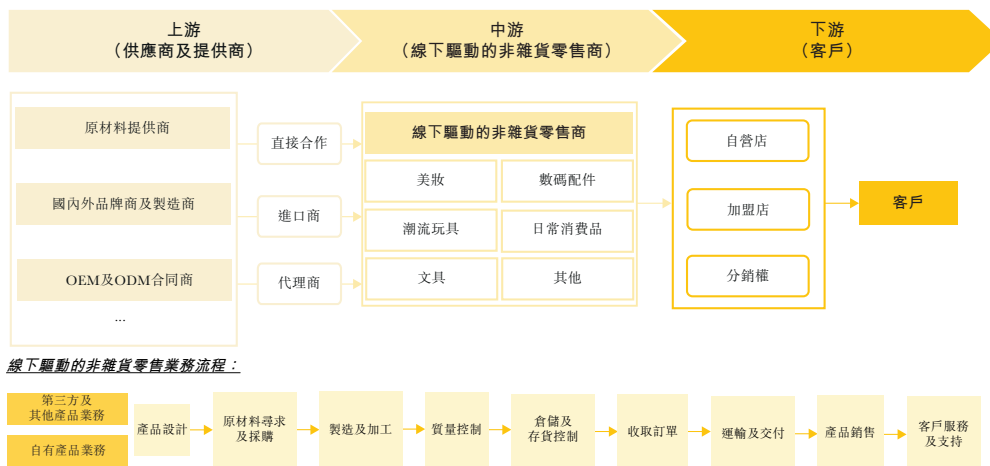 上游
（供應商及提供商）
中游
（線下驅動的非雜貨零售商）
下游
（客戶）
原材料提供商
國內外品牌商及製造商
OEM及ODM合同商
...
直接合作
進口商
代理商
線下驅動的非雜貨零售商
美妝
數碼配件
潮流玩具
日常消費品
文具
其他
自營店
加盟店
分銷權
客戶
線下驅動的非雜貨零售業務流程：
第三方及
其他產品業務
自有產品業務
產品設計
原材料尋求
及採購
製造及加工
質量控制
倉儲及
存貨控制
收取訂單
運輸及交付
產品銷售
客戶服務
及支持